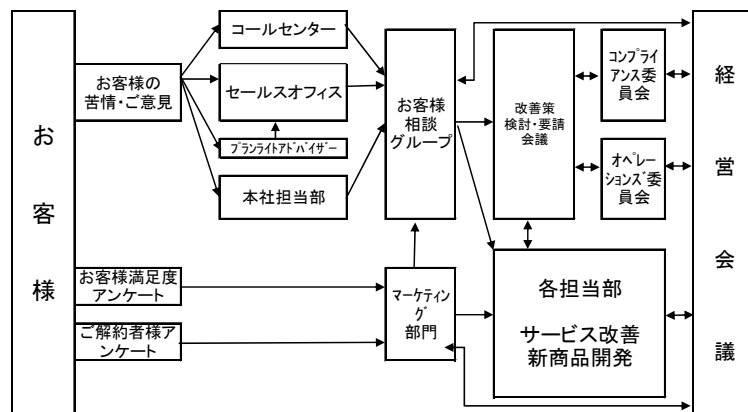 お客様
お客様の
苦情・ご意見
コールセンター
セールスオフィス
プランライトアドバイザー
本社担当部
お客様
相談
グループ
改善策
検討・要請
会議
コンプライ
アンス委
員会
オペレー
ションズ委
員会
経営会議
お客様満足度
アンケート
ご解約者様ア
ンケート
マーケティン
グ
部門
各担当部
サービス改善
新商品開発